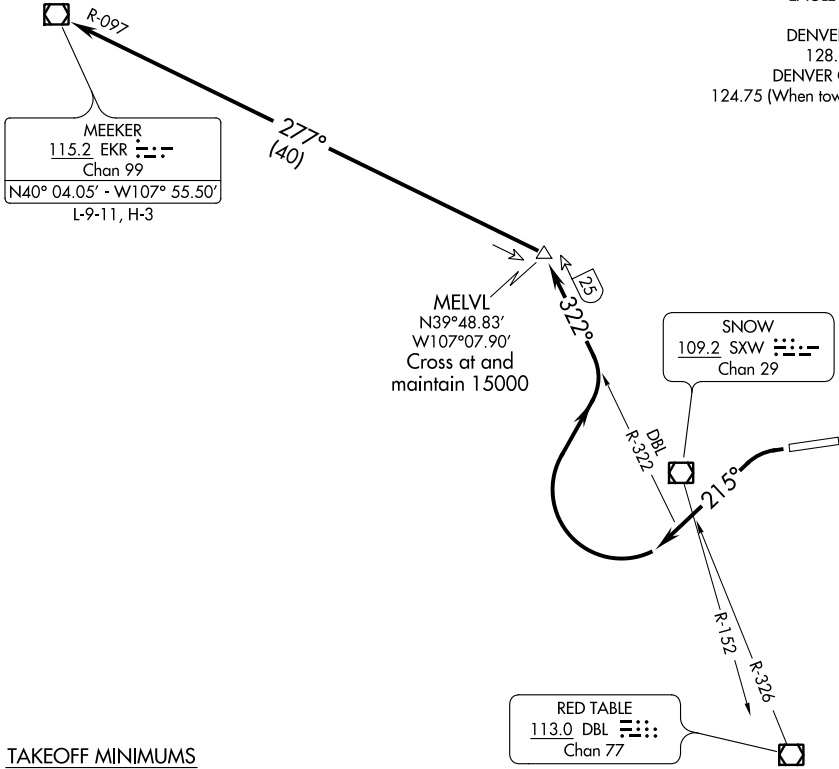 DENVER
128.
DENVER
124.75 (When tow
R-097
MEEKER
115.2 EKR
Chan 99
N40° 04.05′ - W107° 55.50′
L-9-11, H-3
277°
(40)
25
322°
MELVL
N39°48.83′
W107°07.90′
Cross at and
maintain 15000
SNOW
109.2 SXW
Chan 29
DBL
R-322
215°
R-152
R-326
RED TABLE
113.0 DBL
Chan 77
TAKEOFF MINIMUMS